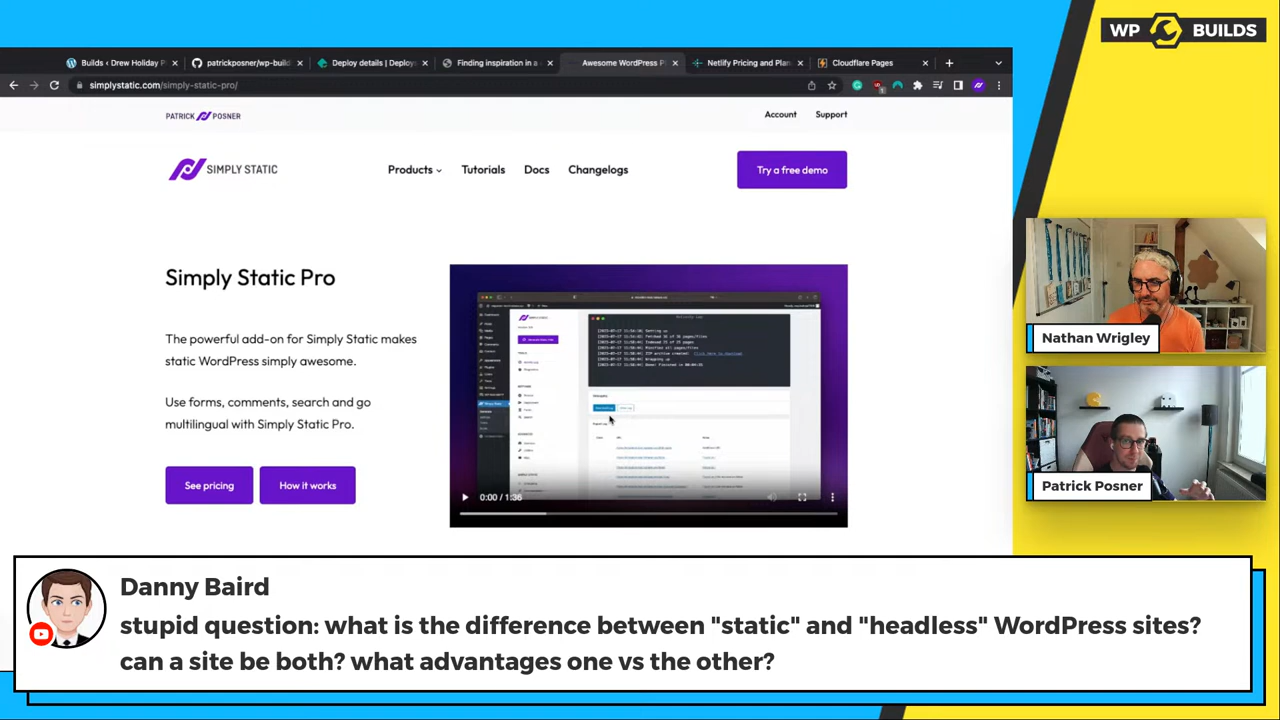 WP BUILDS
Builds ‹ Drew Holiday P
patrickposner/wp-build
Deploy details | Deploy
Finding inspiration in e
Awesome WordPress P
Netlify Pricing and Plan
Cloudflare Pages
simplystatic.com/simply-static-pro/
PATRICK POSNER
Account Support
SIMPLY STATIC
Products Tutorials Docs Changelogs
Try a free demo
Simply Static Pro
The powerful add-on for Simply Static makes
static WordPress simply awesome.
Use forms, comments, search and go
multilingual with Simply Static Pro.
See pricing
How it works
0:00 / 1:36
Nathan Wrigley
Patrick Posner
Danny Baird
stupid question: what is the difference between "static" and "headless" WordPress sites?
can a site be both? what advantages one vs the other?